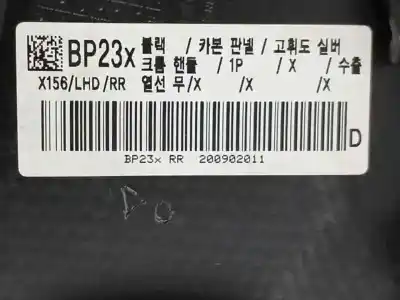 BP23x 블랙 / 카본 판넬 / 고휘도 실버
크롬 핸들 / 1P / X / 수출
X156/LHD/RR 열선 무/X /X /X
D
BP23x RR 200902011